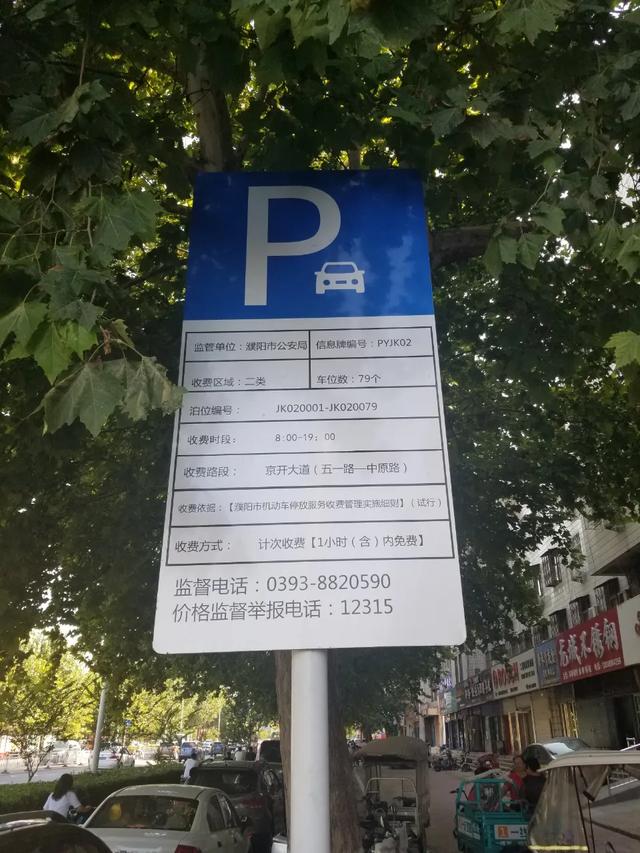 P
监管单位：濮阳市公安局 信息牌编号：PYJK02
收费区域：二类 车位数：79个
泊位编号： JK020001-JK020079
收费时段： 8:00-19：00
收费路段： 京开大道（五一路—中原路）
收费依据：【濮阳市机动车停放服务收费管理实施细则】（试行）
收费方式： 计次收费【1小时（含）内免费】
监督电话：0393-8820590
价格监督举报电话：12315
不锈钢